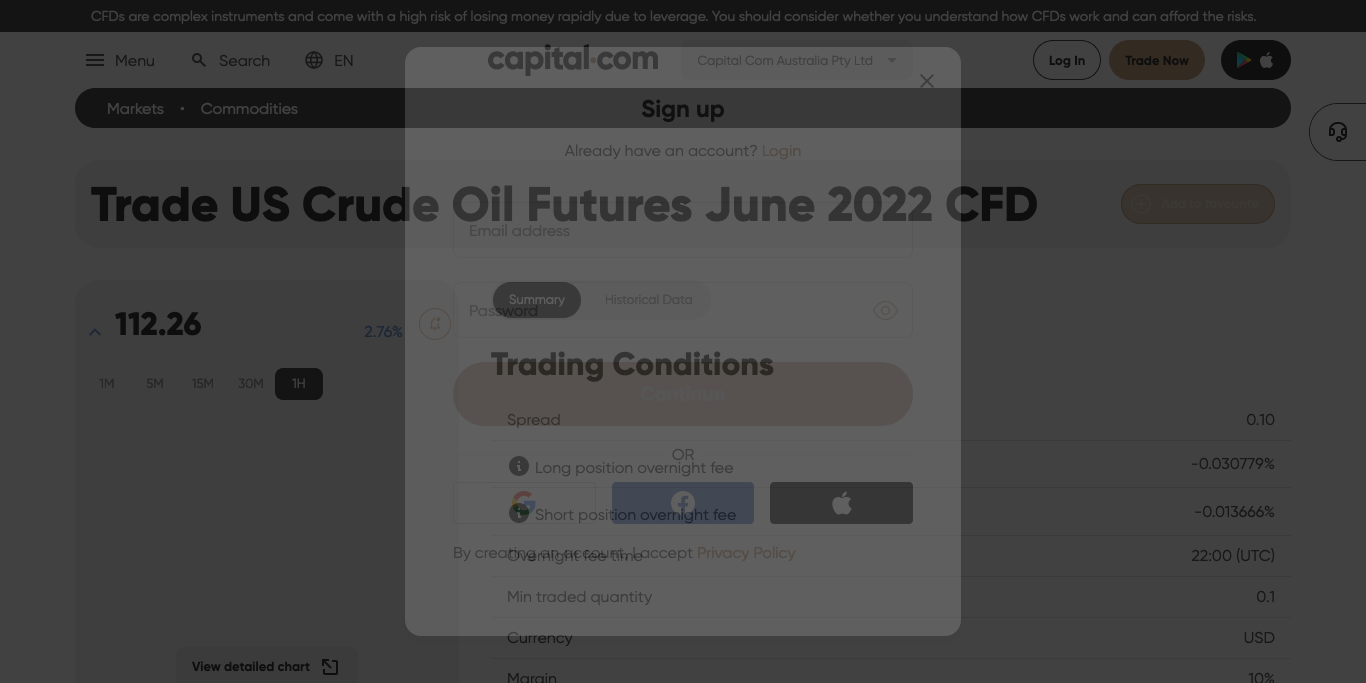 CFDs are complex instruments and come with a high risk of losing money rapidly due to leverage. You should consider whether you understand how CFDs work and can afford the risks.
Menu Search EN
capital.com
Capital Com Australia Pty Ltd
Log In Trade Now
Markets • Commodities
Sign up
Already have an account? Login
Trade US Crude Oil Futures June 2022 CFD
Add to favourite
Email address
Summary Historical Data
Password
112.26 2.76%
1M 5M 15M 30M 1H
Trading Conditions
Continue
Spread 0.10
OR
Long position overnight fee -0.030779%
Short position overnight fee -0.013666%
By creating an account, I accept Privacy Policy
Overnight fee time 22:00 (UTC)
Min traded quantity 0.1
Currency USD
View detailed chart
Margin 10%